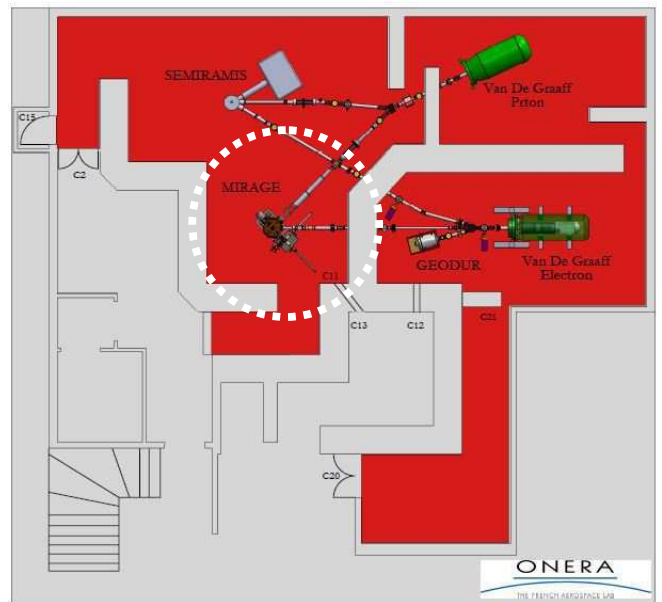 SEMIRAMIS
Van De Graaff
Prton
C15
C2
MIRAGE
GEODUR
Van De Graaff
Electron
C11
C13
C12
C21
C20
ONERA
THE FRENCH AEROSPACE LAB